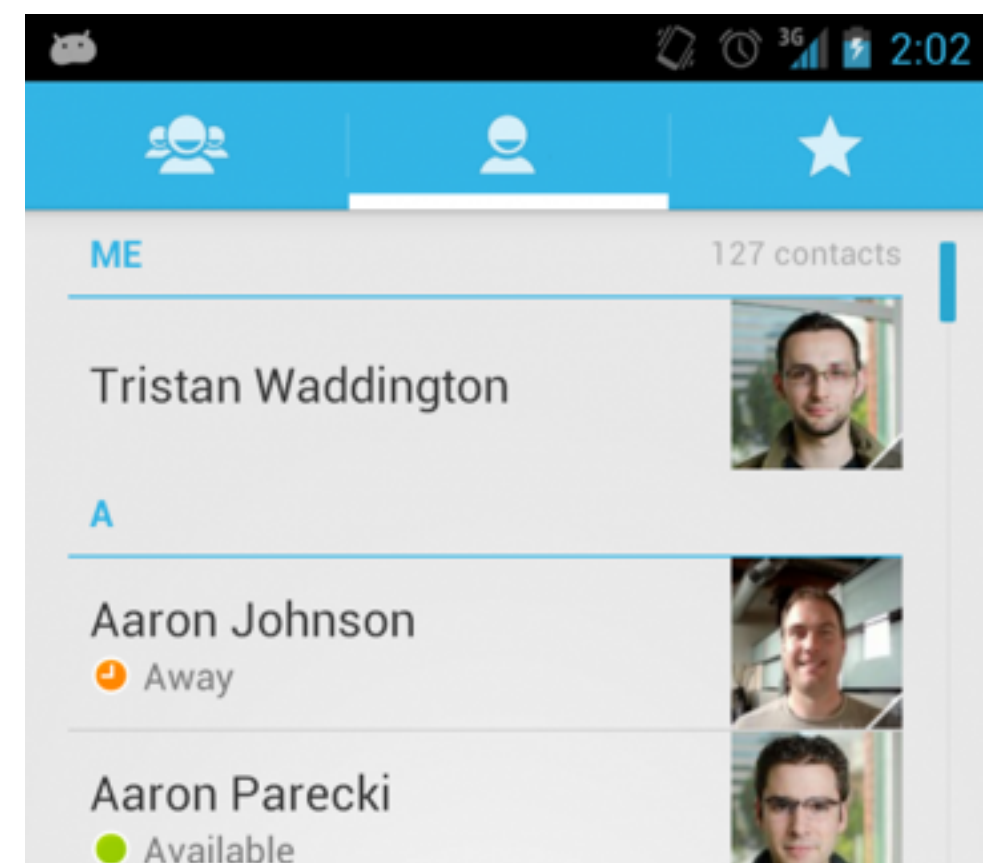 3G 2:02
ME 127 contacts
Tristan Waddington
A
Aaron Johnson
Away
Aaron Parecki
Available